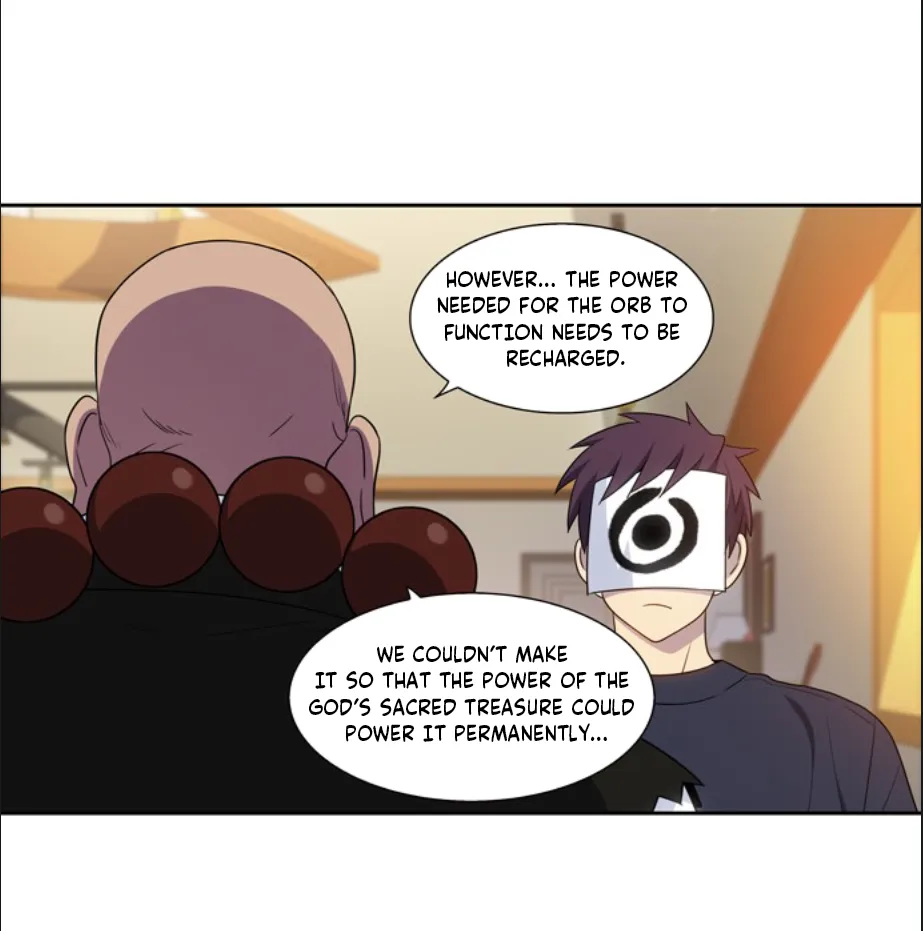 HOWEVER... THE POWER
NEEDED FOR THE ORB TO
FUNCTION NEEDS TO BE
RECHARGED.
WE COULDN'T MAKE
IT SO THAT THE POWER OF THE
GOD'S SACRED TREASURE COULD
POWER IT PERMANENTLY...